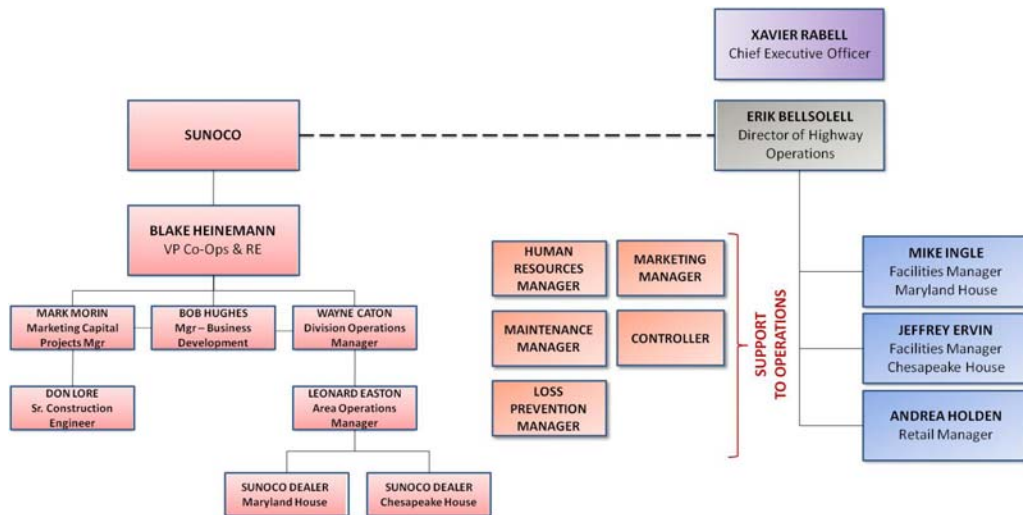 XAVIER RABELL
Chief Executive Officer
SUNOCO
ERIK BELLSOLELL
Director of Highway
Operations
BLAKE HEINEMANN
VP Co-Ops & RE
MARK MORIN
Marketing Capital
Projects Mgr
BOB HUGHES
Mgr – Business
Development
WAYNE CATON
Division Operations
Manager
DON LORE
Sr. Construction
Engineer
LEONARD EASTON
Area Operations
Manager
SUNOCO DEALER
Maryland House
SUNOCO DEALER
Chesapeake House
HUMAN
RESOURCES
MANAGER
MARKETING
MANAGER
MAINTENANCE
MANAGER
CONTROLLER
LOSS
PREVENTION
MANAGER
SUPPORT
TO OPERATIONS
MIKE INGLE
Facilities Manager
Maryland House
JEFFREY ERVIN
Facilities Manager
Chesapeake House
ANDREA HOLDEN
Retail Manager